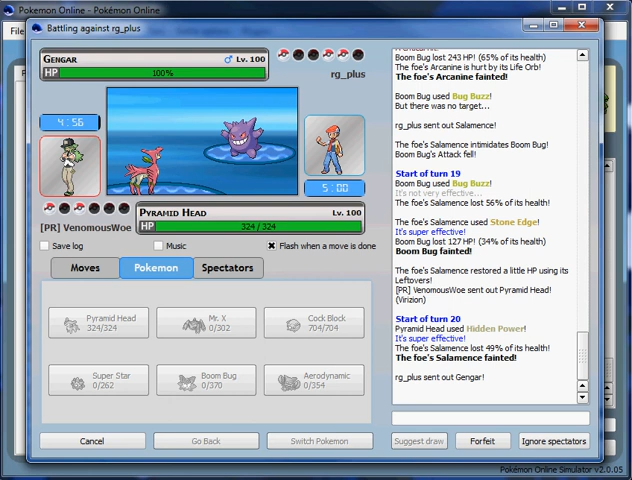 Pokemon Online - Pokémon Online
File
Battling against rg_plus
GENGAR ♂ Lv. 100
HP 100%
rg_plus
4:56
5:00
PYRAMID HEAD Lv. 100
HP 324 / 324
[PR] VenomousWoe
Save log
Music
Flash when a move is done
Moves
Pokemon
Spectators
Pyramid Head
324/324
Mr. X
0/302
Cock Block
704/704
Super Star
0/262
Boom Bug
0/370
Aerodynamic
0/354
Cancel
Go Back
Switch Pokemon
Boom Bug lost 243 HP! (65% of its health)
The foe's Arcanine is hurt by its Life Orb!
The foe's Arcanine fainted!
Boom Bug used Bug Buzz!
But there was no target...
rg_plus sent out Salamence!
The foe's Salamence intimidates Boom Bug!
Boom Bug's Attack fell!
Start of turn 19
Boom Bug used Bug Buzz!
It's not very effective...
The foe's Salamence lost 56% of its health!
The foe's Salamence used Stone Edge!
It's super effective!
Boom Bug lost 127 HP! (34% of its health)
Boom Bug fainted!
The foe's Salamence restored a little HP using its
Leftovers!
[PR] VenomousWoe sent out Pyramid Head!
(Virizion)
Start of turn 20
Pyramid Head used Hidden Power!
It's super effective!
The foe's Salamence lost 49% of its health!
The foe's Salamence fainted!
rg_plus sent out Gengar!
Suggest draw
Forfeit
Ignore spectators
Pokémon Online Simulator v2.0.05